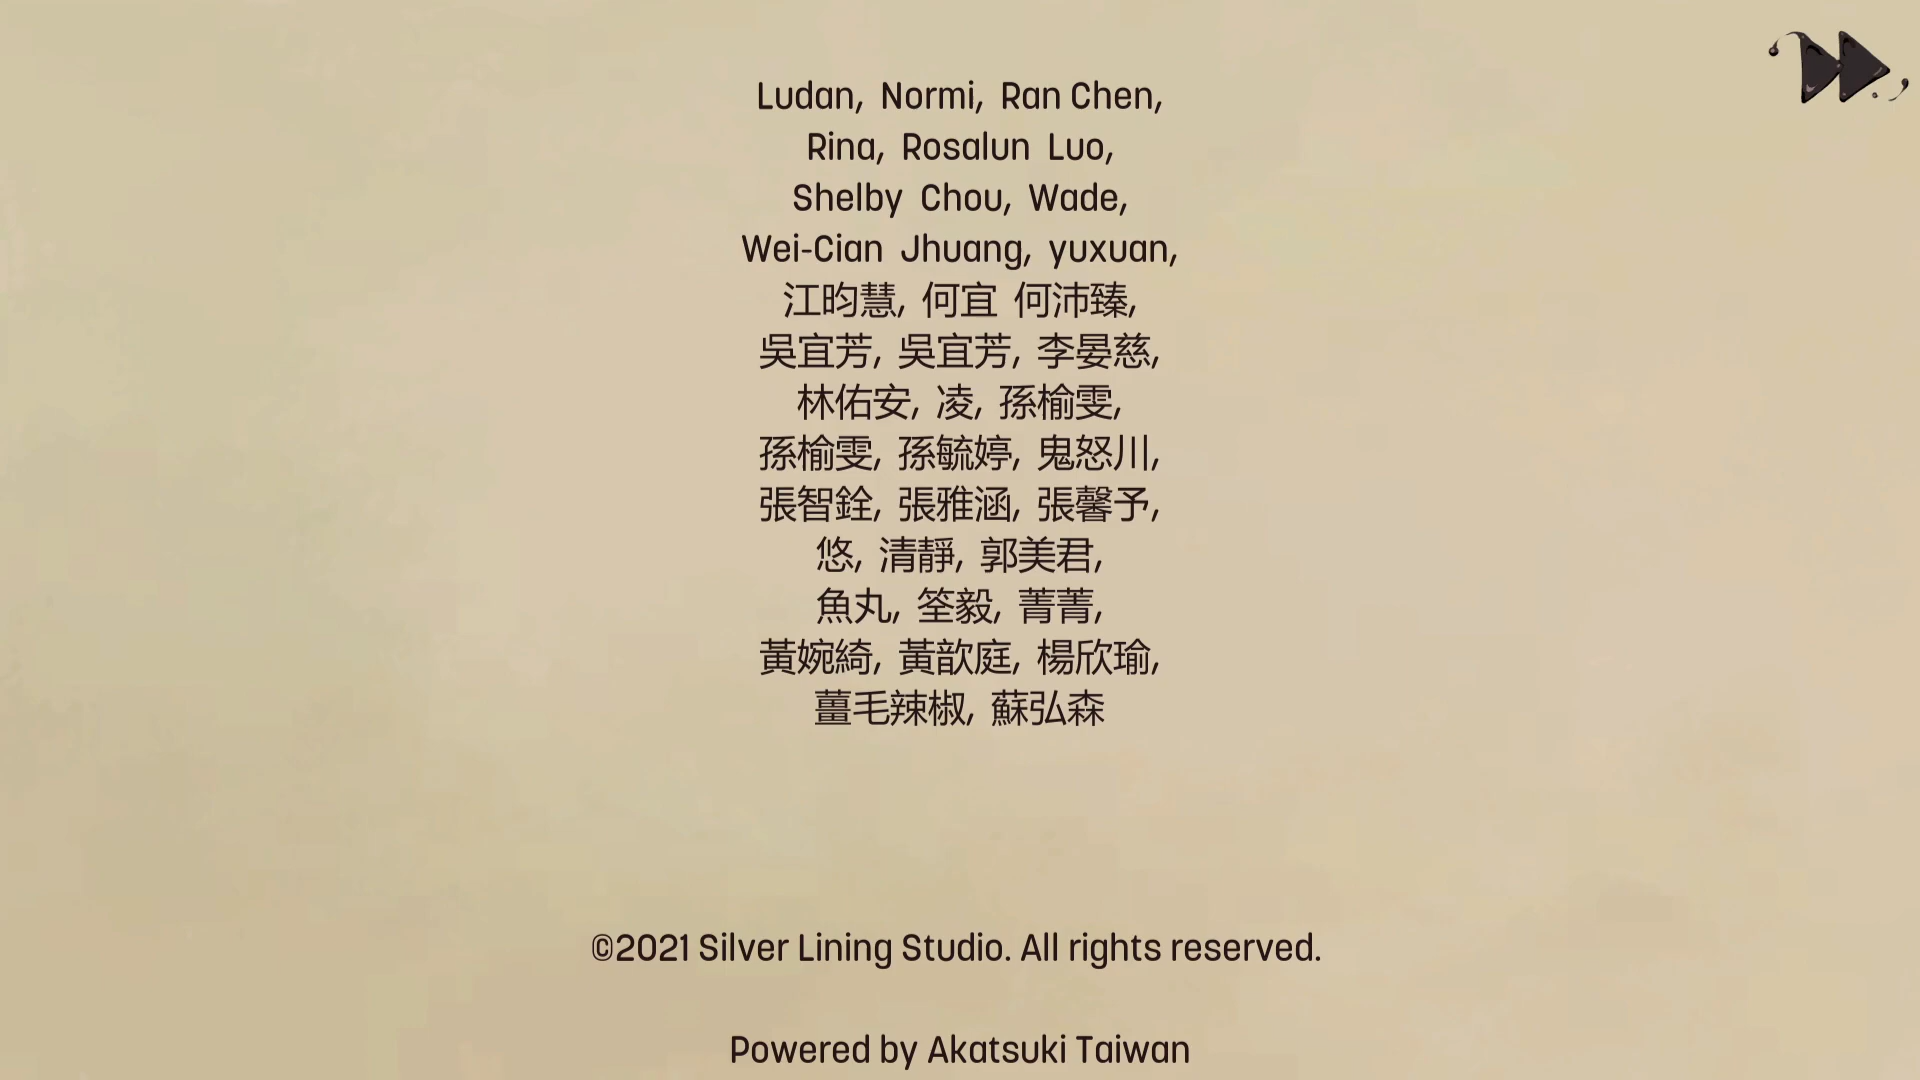 Ludan, Normi, Ran Chen,
Rina, Rosalun Luo,
Shelby Chou, Wade,
Wei-Cian Jhuang, yuxuan,
江昀慧, 何宜 何沛臻,
吳宜芳, 吳宜芳, 李晏慈,
林佑安, 凌, 孫榆雯,
孫榆雯, 孫毓婷, 鬼怒川,
張智銓, 張雅涵, 張馨予,
悠, 清靜, 郭美君,
魚丸, 筌毅, 菁菁,
黃婉綺, 黃歆庭, 楊欣瑜,
薑毛辣椒, 蘇弘森
©2021 Silver Lining Studio. All rights reserved.
Powered by Akatsuki Taiwan